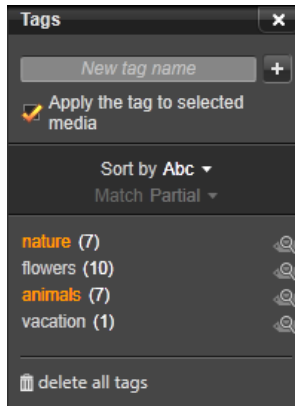 Tags
New tag name
Apply the tag to selected
media
Sort by Abc
Match Partial
nature (7)
flowers (10)
animals (7)
vacation (1)
delete all tags